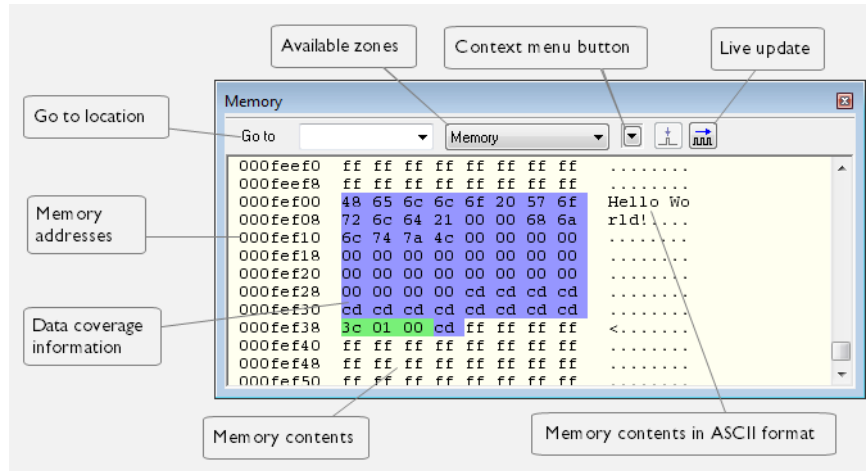 Available zones
Context menu button
Live update
Go to location
Memory
Go to
Memory
000feef0 ff ff ff ff ff ff ff ff ........
000feef8 ff ff ff ff ff ff ff ff ........
000fef00 48 65 6c 6c 6f 20 57 6f Hello Wo
000fef08 72 6c 64 21 00 00 68 6a rld!....
000fef10 6c 74 7a 4c 00 00 00 00 ........
000fef18 00 00 00 00 00 00 00 00 ........
000fef20 00 00 00 00 00 00 00 00 ........
000fef28 00 00 00 00 cd cd cd cd ........
000fef30 cd cd cd cd cd cd cd cd ........
000fef38 3c 01 00 cd ff ff ff ff <.......
000fef40 ff ff ff ff ff ff ff ff ........
000fef48 ff ff ff ff ff ff ff ff ........
000fef50 ff ff ff ff ff ff ff ff ........
Memory
addresses
Data coverage
information
Memory contents
Memory contents in ASCII format